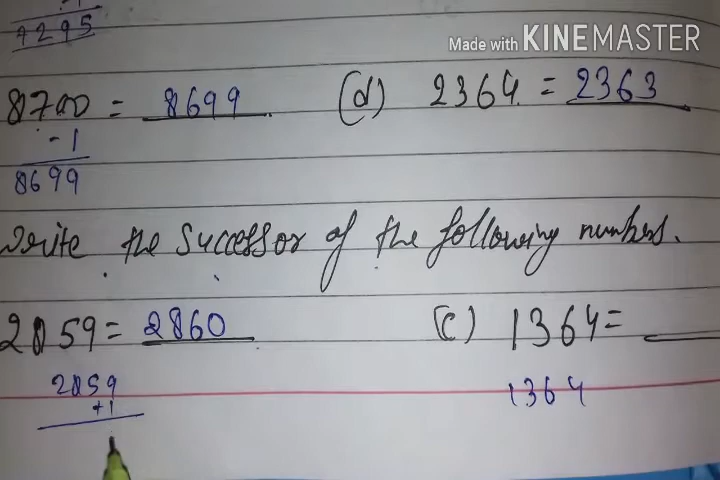 7295
Made with KINEMASTER
8700 = 8699 (d) 2364 = 2363
-1
8699
Write the successor of the following numbers.
2859 = 2860 (c) 1364 =
2859 1364
+1